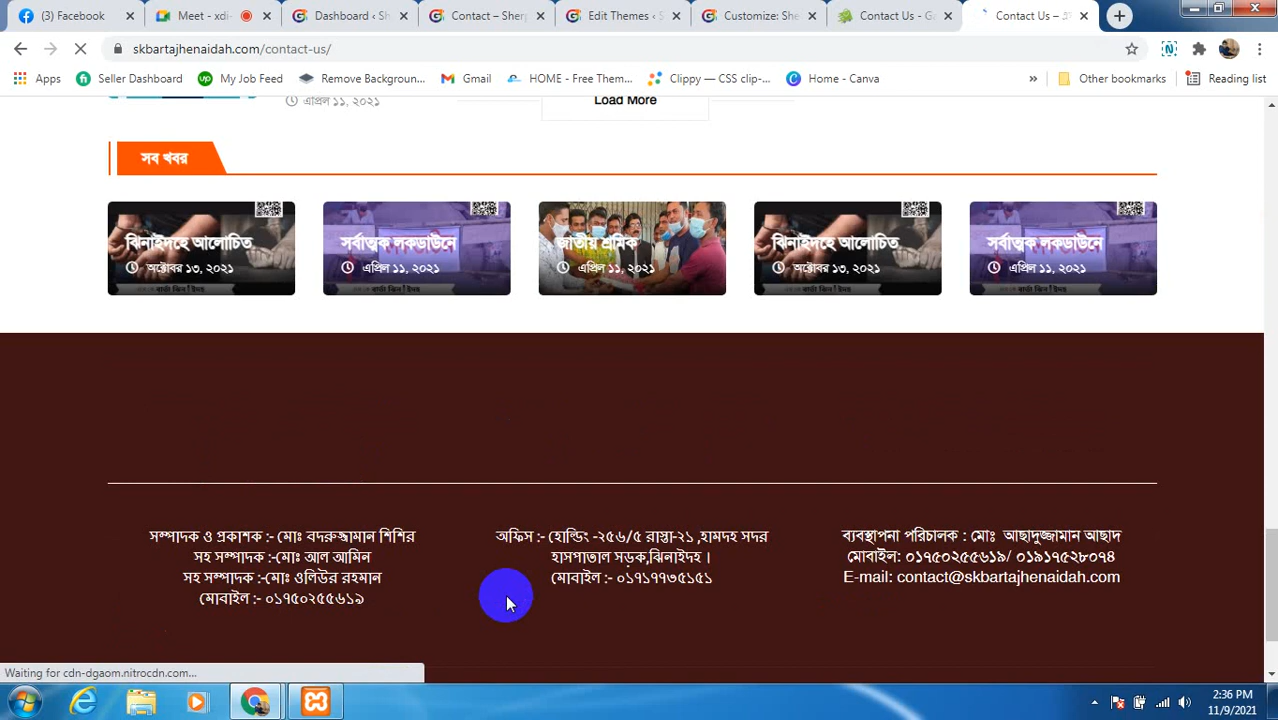 (3) Facebook
Meet - xdi-
Dashboard ‹ Sh
Contact – S
Edit Themes ‹ S
Customize: She
Contact Us - G
Contact Us –
skbartajhenaidah.com/contact-us/
Apps
Seller Dashboard
My Job Feed
Remove Backgroun...
Gmail
HOME - Free Them...
Clippy — CSS clip-...
Home - Canva
»
Other bookmarks
Reading list
এপ্রিল ১১, ২০২১
Load More
সব খবর
ঝিনাইদহে আলোচিত
অক্টোবর ১৩, ২০২১
সর্বাত্মক লকডাউনে
এপ্রিল ১১, ২০২১
জাতীয় শ্রমিক
এপ্রিল ১১, ২০২১
ঝিনাইদহে আলোচিত
অক্টোবর ১৩, ২০২১
সর্বাত্মক লকডাউনে
এপ্রিল ১১, ২০২১
সম্পাদক ও প্রকাশক :- মোঃ বদরুজ্জামান শিশির
সহ সম্পাদক :-মোঃ আল আমিন
সহ সম্পাদক :-মোঃ ওলিউর রহমান
মোবাইল :- ০১৭৫০২৫৫৬১৯
অফিস :- হোল্ডিং -২৫৬/৫ রাস্তা-২১ ,হামদহ সদর
হাসপাতাল সড়ক,ঝিনাইদহ।
মোবাইল :- ০১৭১৭৭৩৫১৫১
ব্যবস্থাপনা পরিচালক : মোঃ আছাদুজ্জামান আছাদ
মোবাইল: ০১৭৫০২৫৫৬১৯/ ০১৯১৭৫২৮০৭৪
E-mail: contact@skbartajhenaidah.com
Waiting for cdn-dgaom.nitrocdn.com...
2:36 PM
11/9/2021